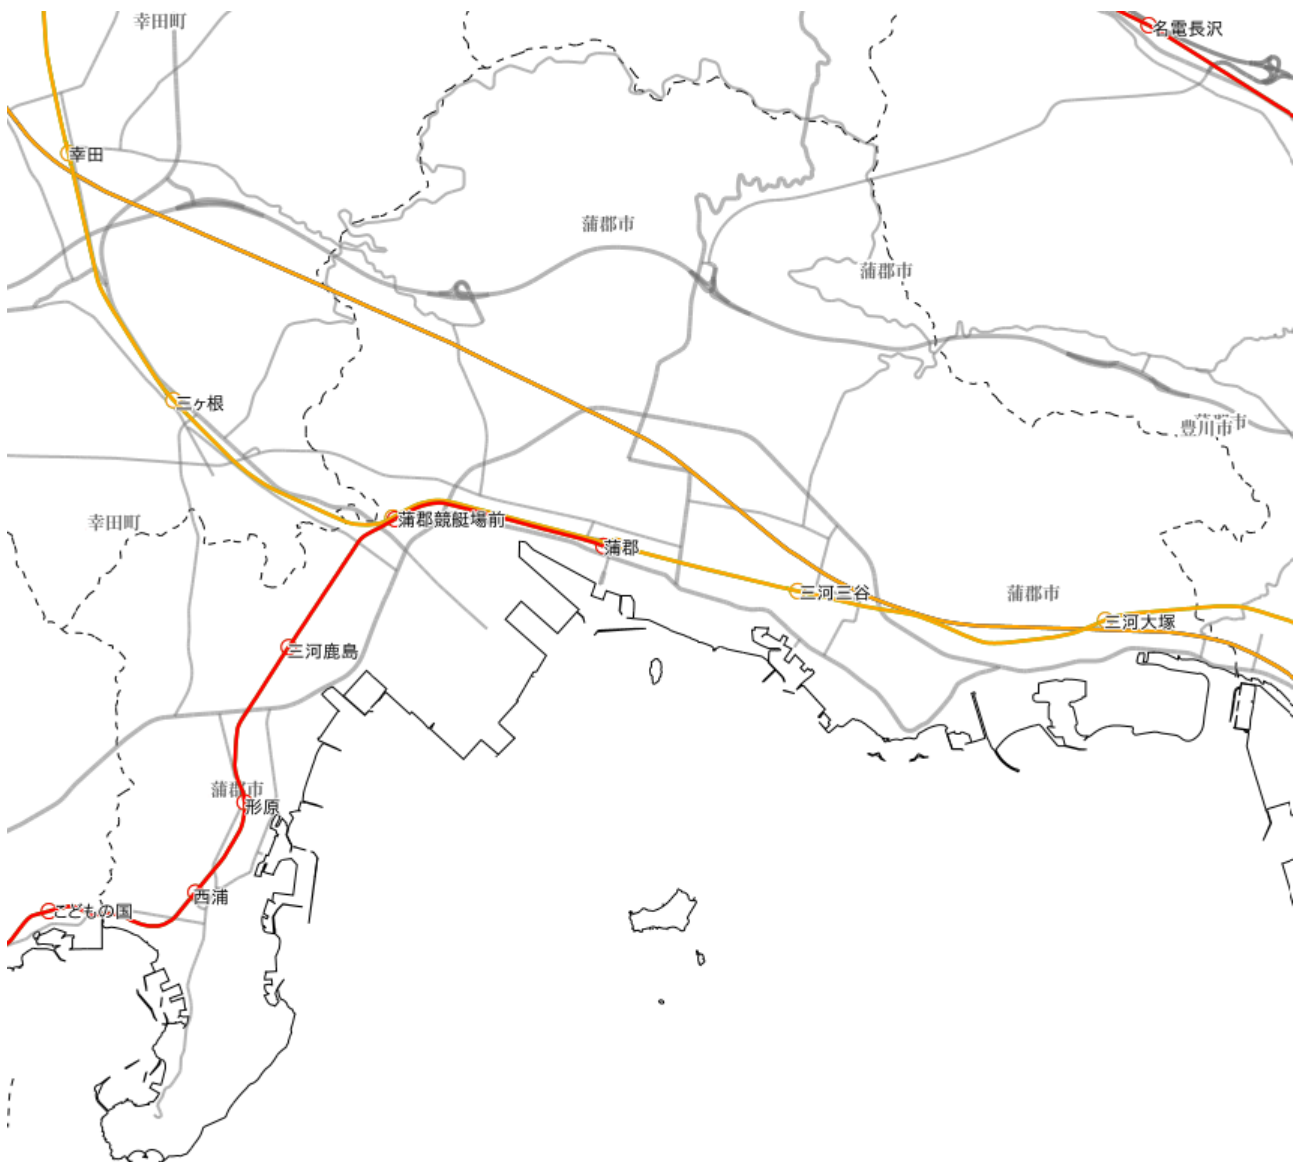 幸田町
名電長沢
幸田
蒲郡市
蒲郡市
三ヶ根
豊川市
幸田町
蒲郡競艇場前
蒲郡
三河三谷
蒲郡市
三河大塚
三河鹿島
蒲郡市
形原
西浦
こどもの国